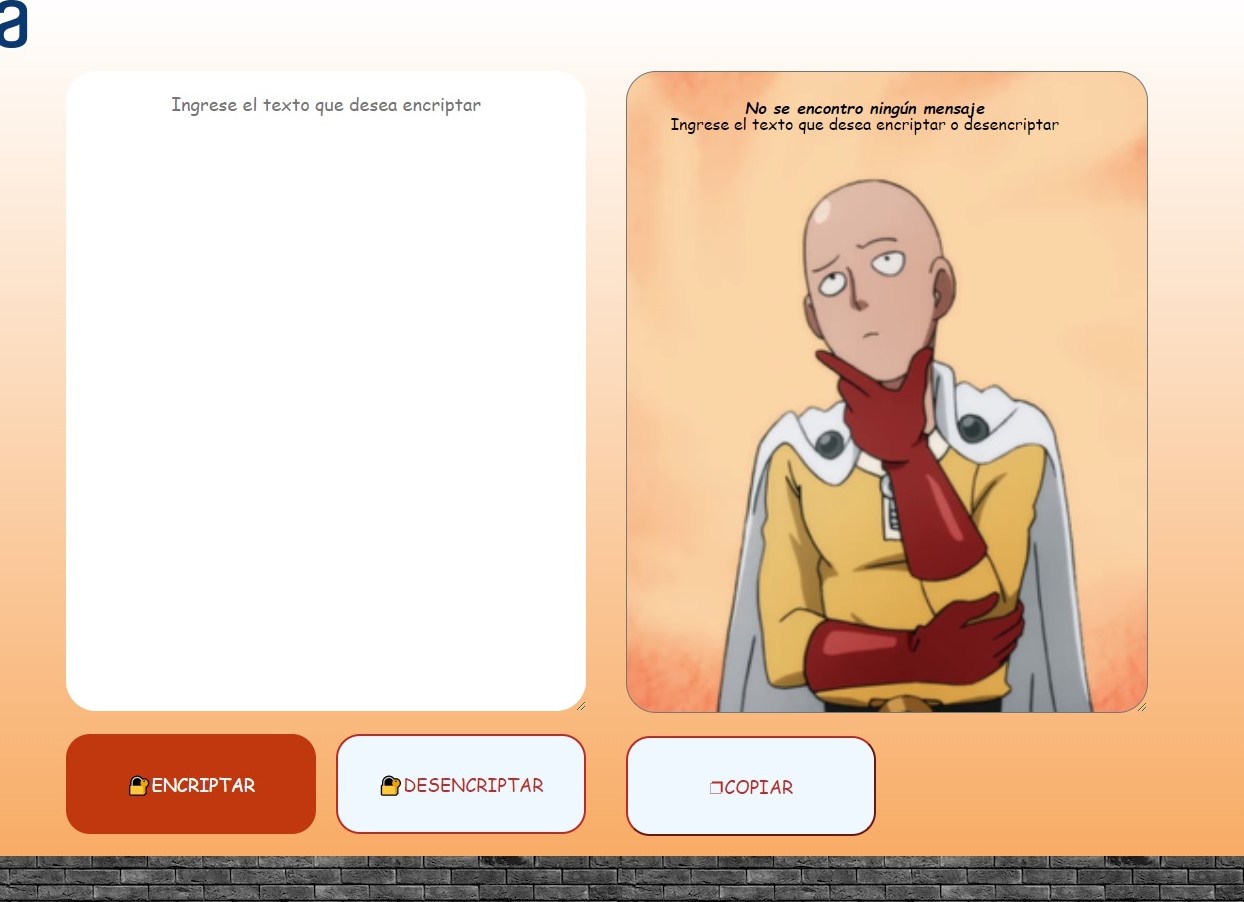 a
Ingrese el texto que desea encriptar
No se encontro ningún mensaje
Ingrese el texto que desea encriptar o desencriptar
ENCRIPTAR
DESENCRIPTAR
COPIAR